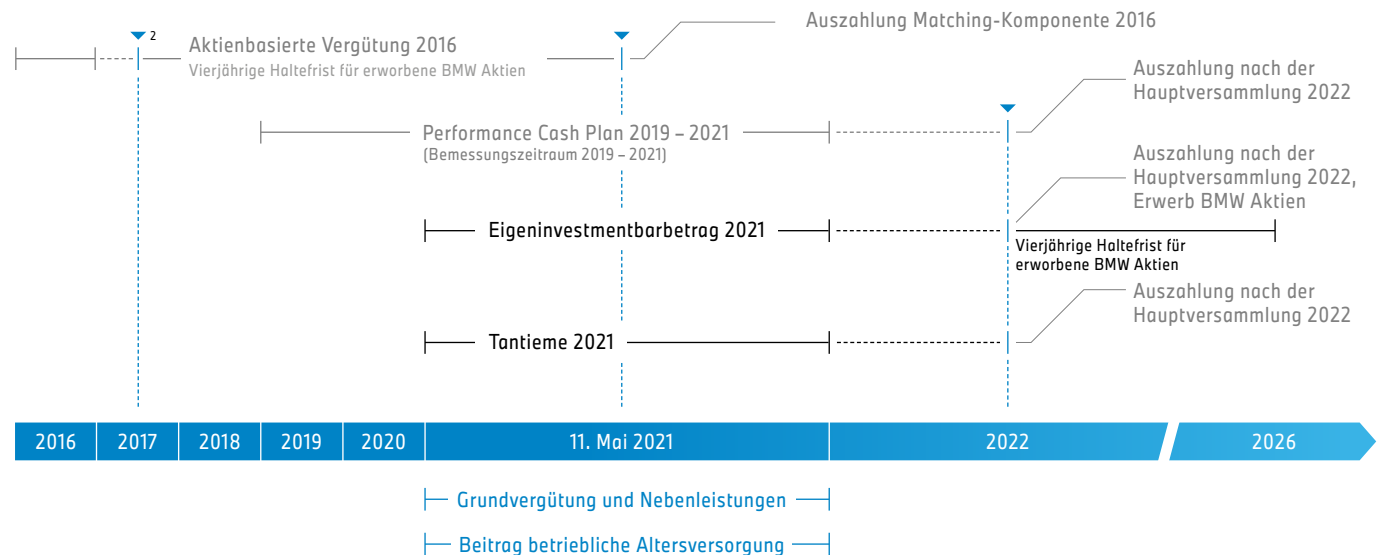 2
Aktienbasierte Vergütung 2016
Vierjährige Haltefrist für erworbene BMW Aktien
Auszahlung Matching-Komponente 2016
Auszahlung nach der
Hauptversammlung 2022
Performance Cash Plan 2019 – 2021
(Bemessungszeitraum 2019 – 2021)
Auszahlung nach der
Hauptversammlung 2022,
Erwerb BMW Aktien
Eigeninvestmentbarbetrag 2021
Vierjährige Haltefrist für
erworbene BMW Aktien
Auszahlung nach der
Hauptversammlung 2022
Tantieme 2021
2016 2017 2018 2019 2020 11. Mai 2021 2022 2026
Grundvergütung und Nebenleistungen
Beitrag betriebliche Altersversorgung